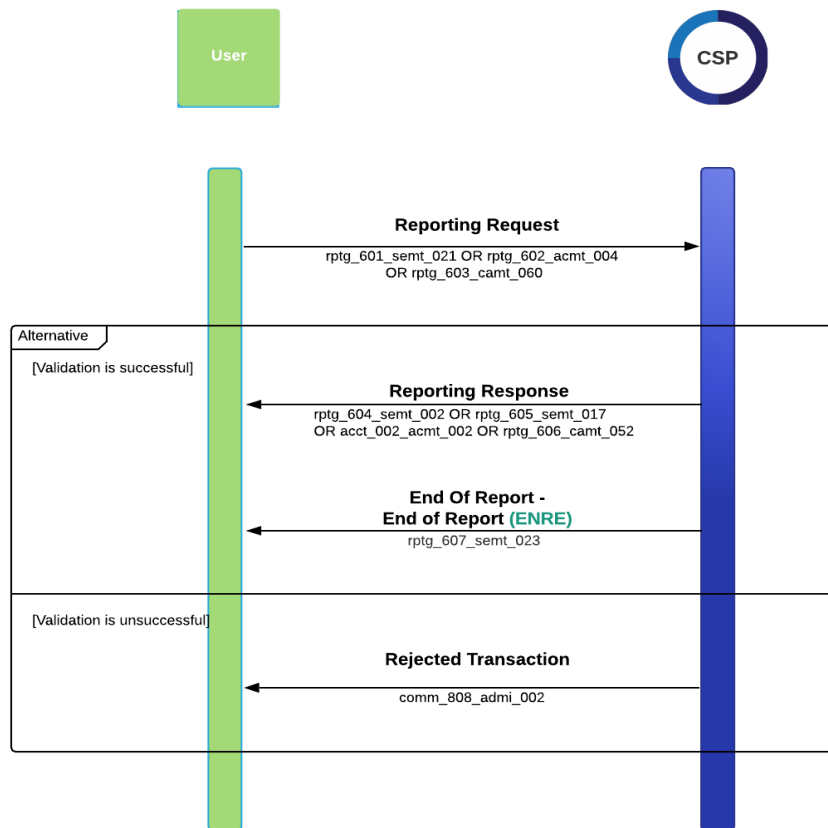 User
CSP
Reporting Request
rptg_601_semt_021 OR rptg_602_acmt_004
OR rptg_603_camt_060
Alternative
[Validation is successful]
Reporting Response
rptg_604_semt_002 OR rptg_605_semt_017
OR acct_002_acmt_002 OR rptg_606_camt_052
End Of Report -
End of Report (ENRE)
rptg_607_semt_023
[Validation is unsuccessful]
Rejected Transaction
comm_808_admi_002